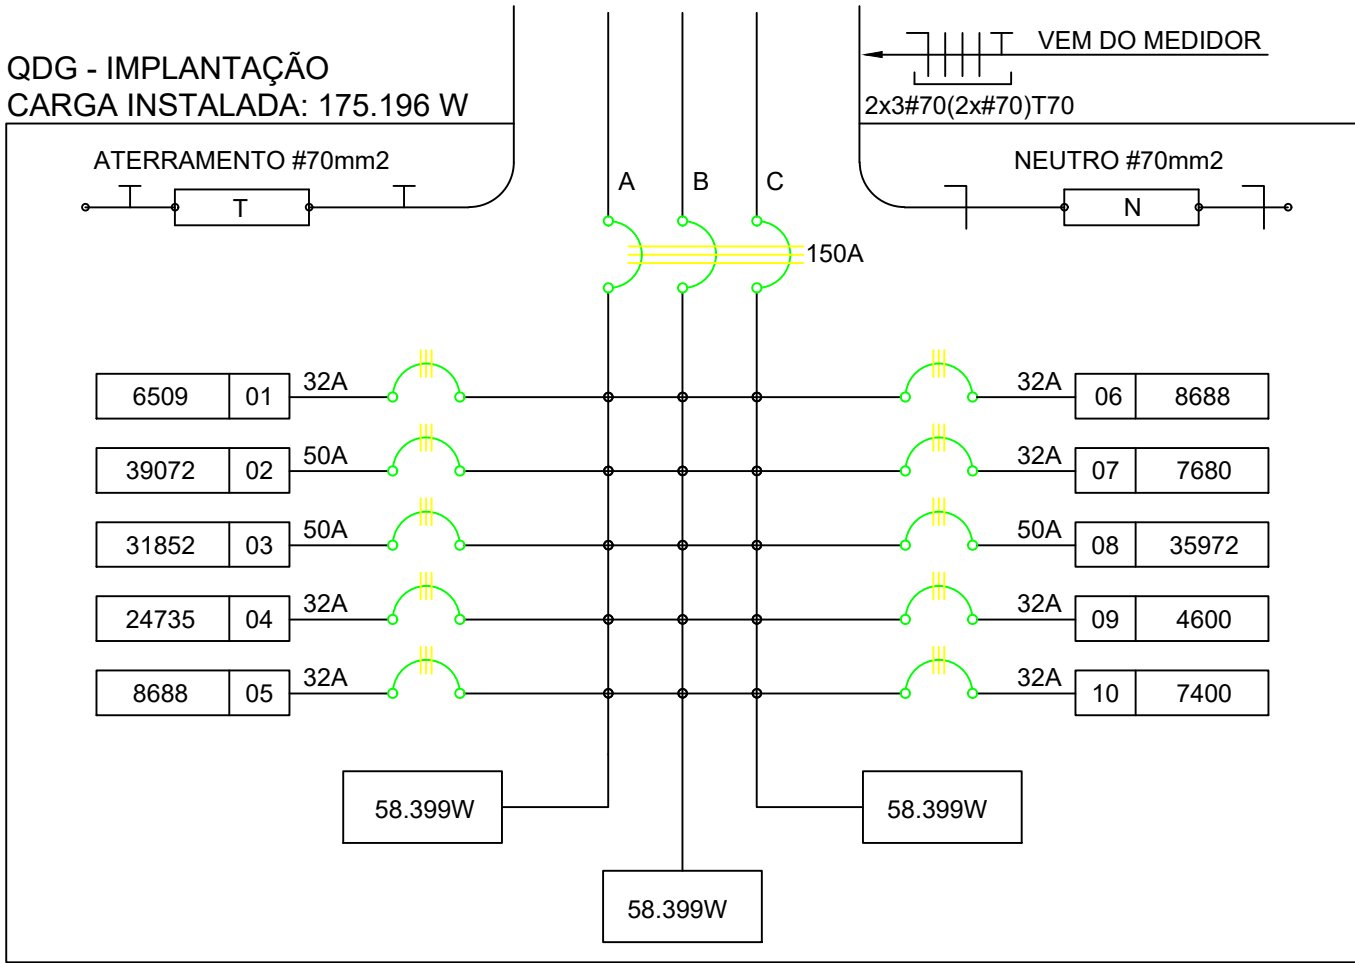 QDG - IMPLANTAÇÃO
CARGA INSTALADA: 175.196 W
VEM DO MEDIDOR
2x3#70(2x#70)T70
ATERRAMENTO #70mm2
NEUTRO #70mm2
T
A
B
C
N
150A
6509 01 32A
32A 06 8688
39072 02 50A
32A 07 7680
31852 03 50A
50A 08 35972
24735 04 32A
32A 09 4600
8688 05 32A
32A 10 7400
58.399W
58.399W
58.399W